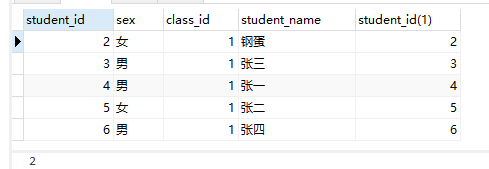 student_id sex class_id student_name student_id(1)
2 女 1 钢蛋 2
3 男 1 张三 3
4 男 1 张一 4
5 女 1 张二 5
6 男 1 张四 6
2